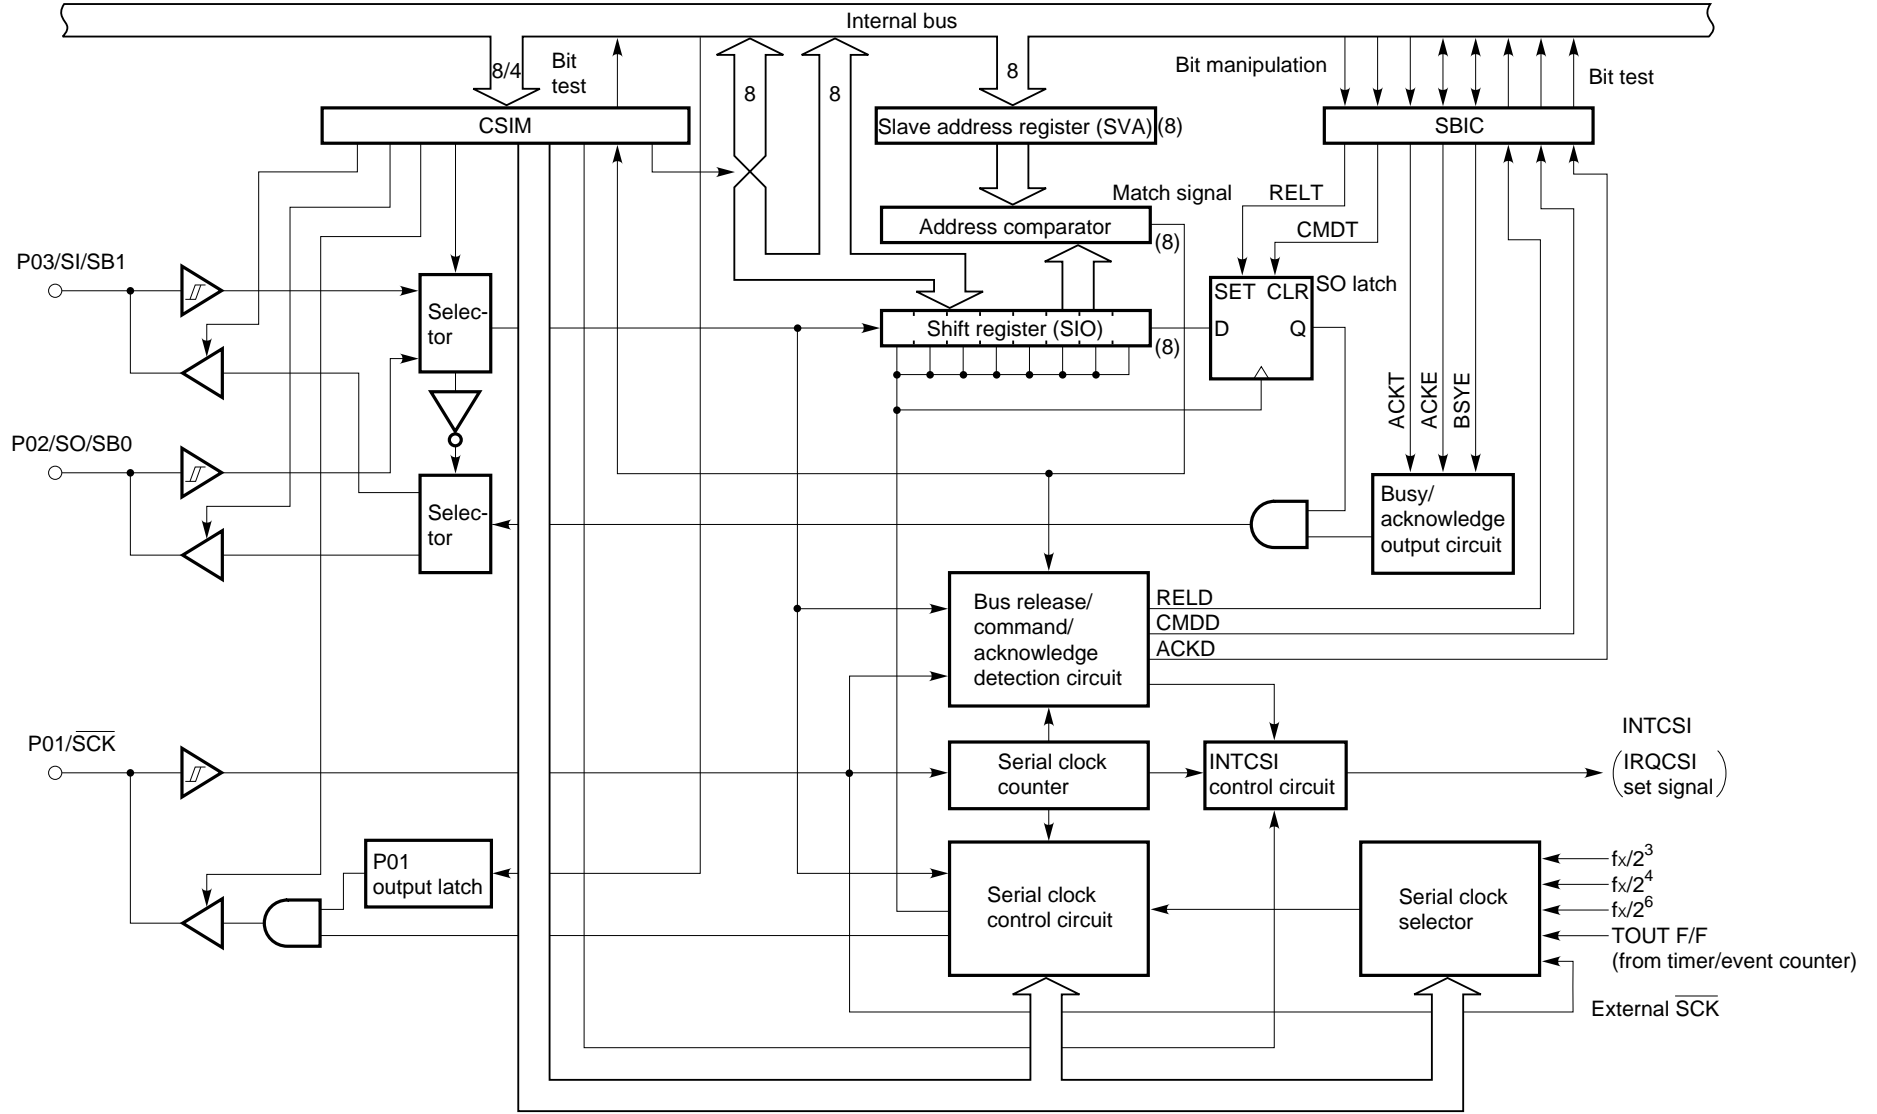 Internal bus
8/4
Bit
test
8
8
8
Bit manipulation
Bit test
CSIM
Slave address register (SVA)
(8)
SBIC
Match signal
RELT
Address comparator
(8)
CMDT
P03/SI/SB1
SET CLR
SO latch
Selec-
tor
Shift register (SIO)
(8)
D
Q
ACKT
ACKE
BSYE
P02/SO/SB0
Selec-
tor
Busy/
acknowledge
output circuit
Bus release/
command/
acknowledge
detection circuit
RELD
CMDD
ACKD
P01/S̅C̅K̅
Serial clock
counter
INTCSI
control circuit
INTCSI
(IRQCSI
set signal)
P01
output latch
Serial clock
control circuit
Serial clock
selector
fx/2³
fx/2⁴
fx/2⁶
TOUT F/F
(from timer/event counter)
External S̅C̅K̅